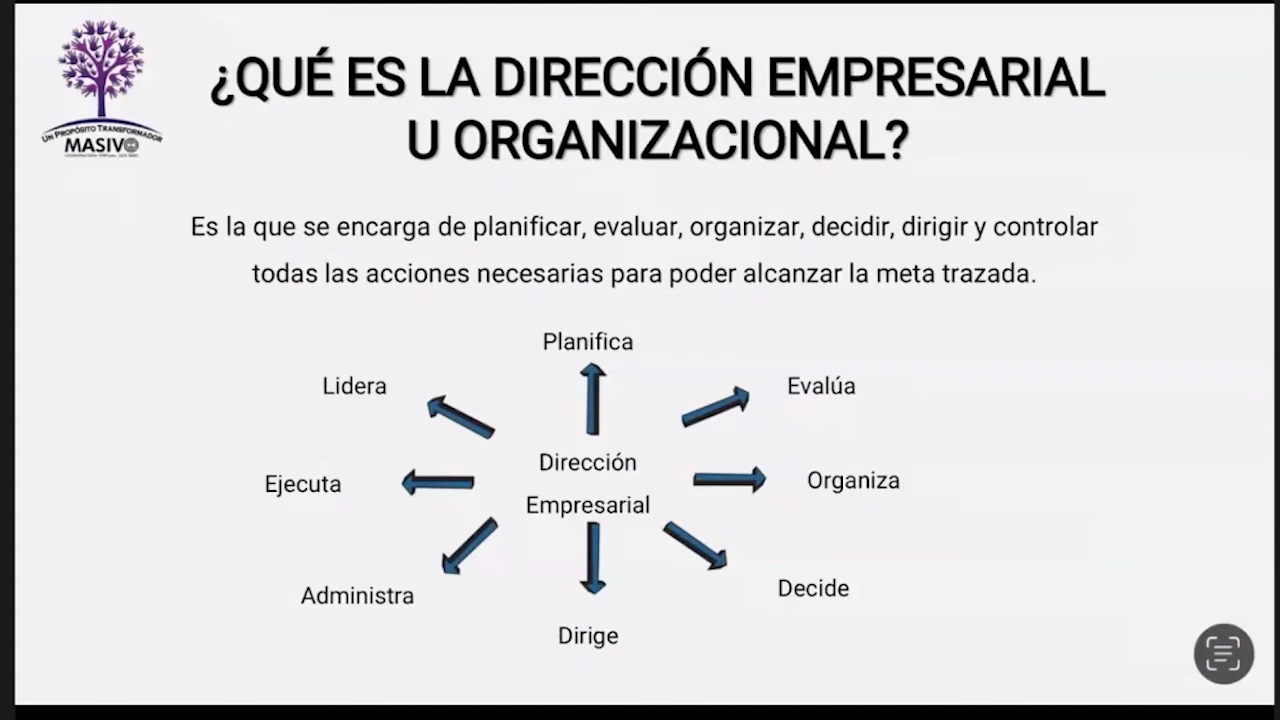 ¿QUÉ ES LA DIRECCIÓN EMPRESARIAL
U ORGANIZACIONAL?
UN PROPÓSITO TRANSFORMADOR
MASIVO
Es la que se encarga de planificar, evaluar, organizar, decidir, dirigir y controlar
todas las acciones necesarias para poder alcanzar la meta trazada.
Planifica
Lidera
Evalúa
Dirección
Empresarial
Ejecuta
Organiza
Administra
Decide
Dirige